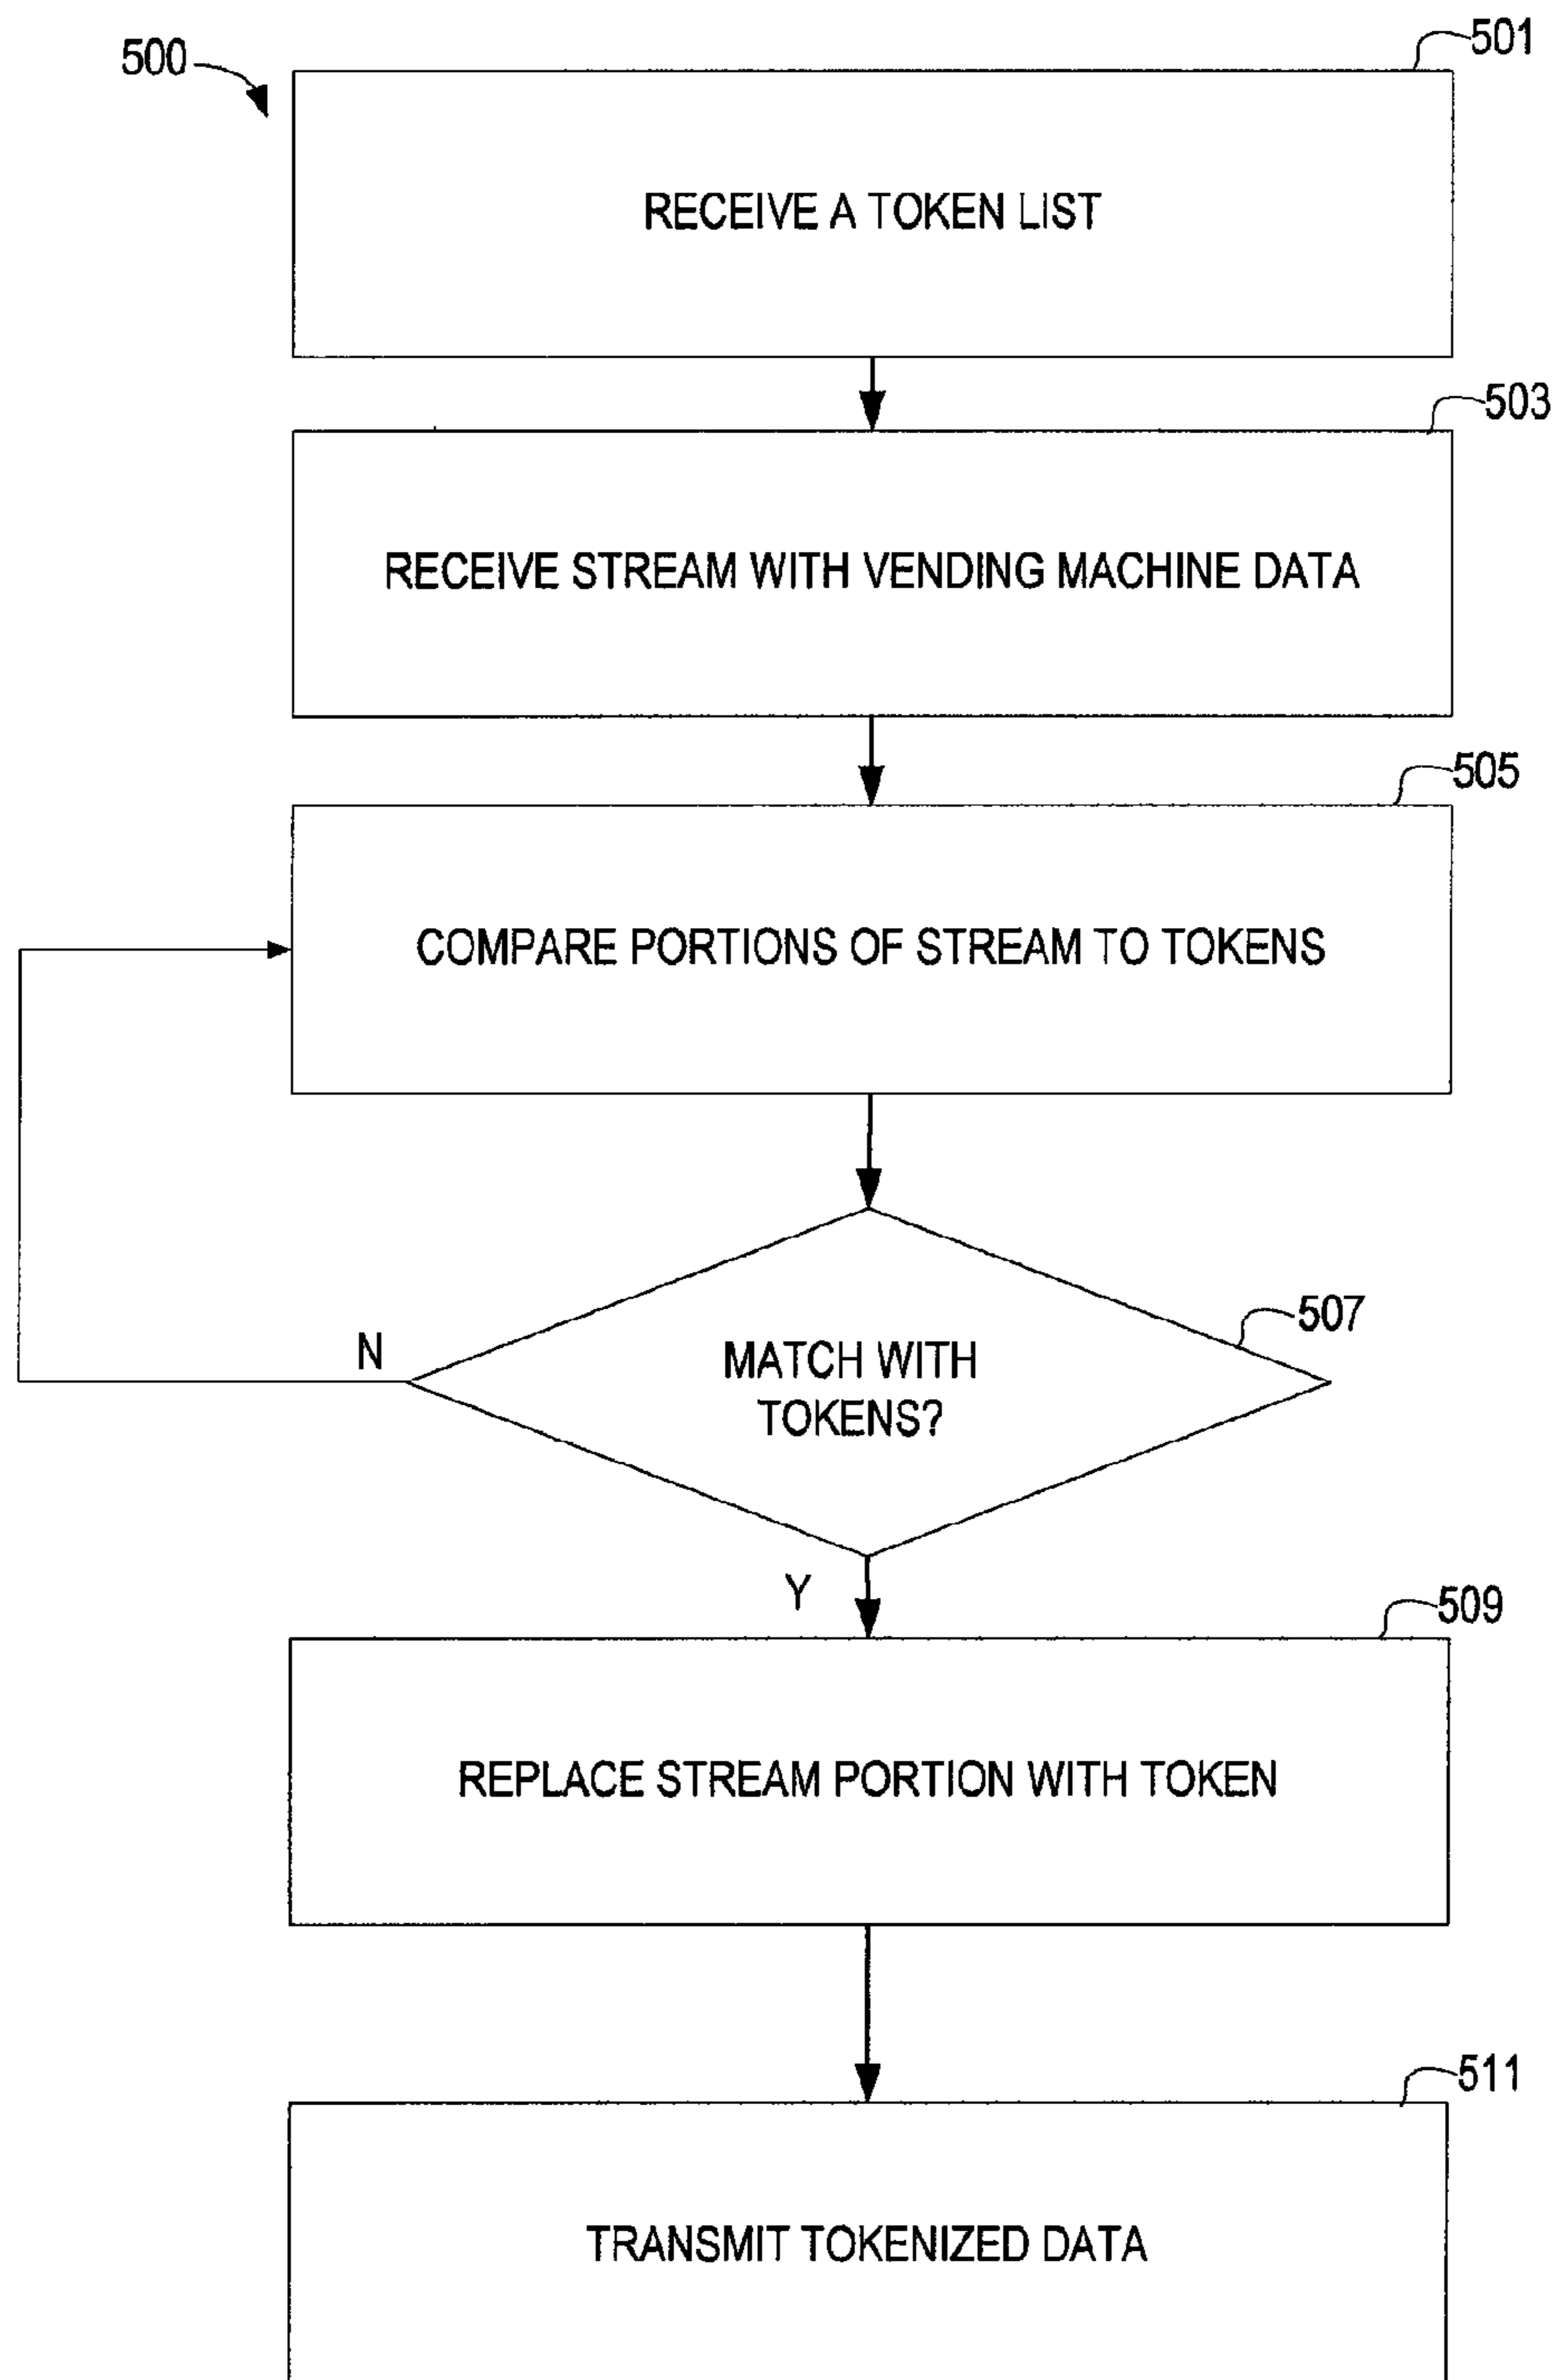 500
501
RECEIVE A TOKEN LIST
503
RECEIVE STREAM WITH VENDING MACHINE DATA
505
COMPARE PORTIONS OF STREAM TO TOKENS
507
N
MATCH WITH
TOKENS?
Y
509
REPLACE STREAM PORTION WITH TOKEN
511
TRANSMIT TOKENIZED DATA